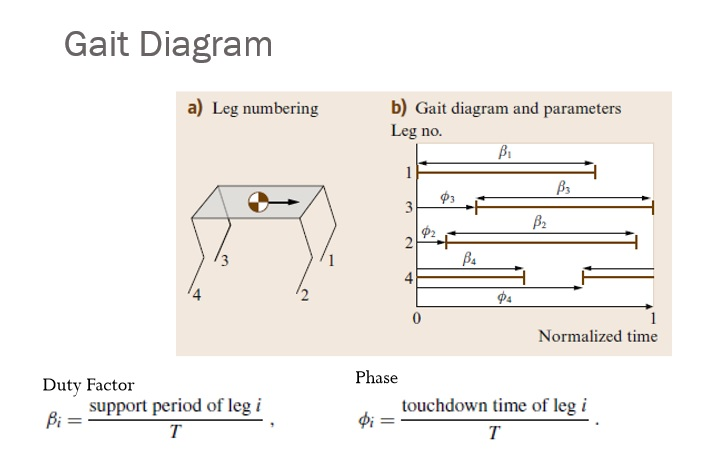 Gait Diagram
a) Leg numbering
b) Gait diagram and parameters
Leg no.
β1
1
ϕ3
β3
3
ϕ2
β2
2
β4
4
ϕ4
0
1
Normalized time
3
1
4
2
Duty Factor
βi = support period of leg i / T ,
Phase
ϕi = touchdown time of leg i / T .